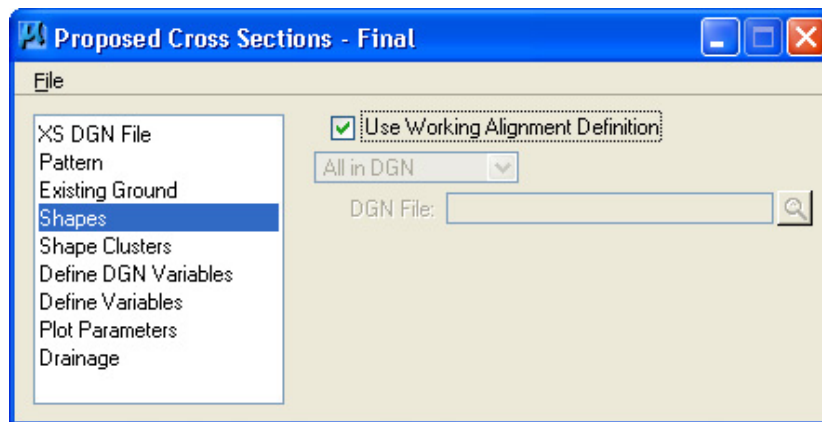 Proposed Cross Sections - Final
File
XS DGN File
Pattern
Existing Ground
Shapes
Shape Clusters
Define DGN Variables
Define Variables
Plot Parameters
Drainage
Use Working Alignment Definition
All in DGN
DGN File: